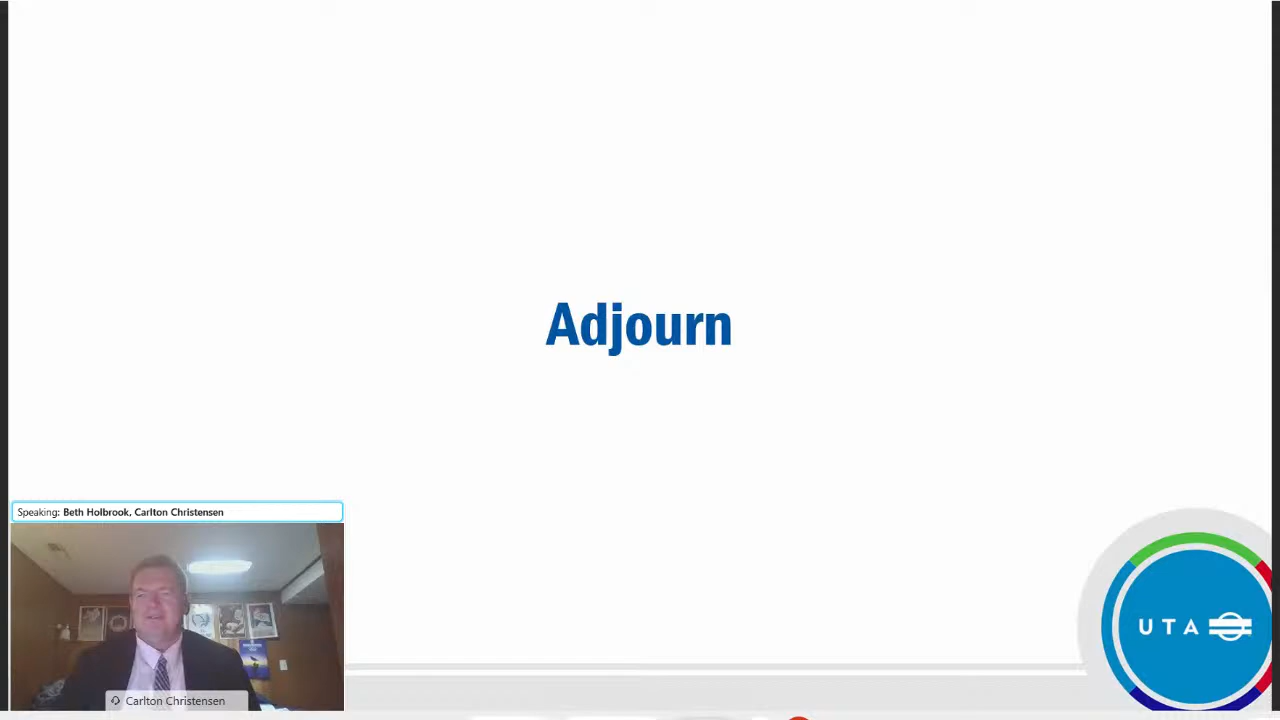 Adjourn
Speaking: Beth Holbrook, Carlton Christensen
UTA
Carlton Christensen